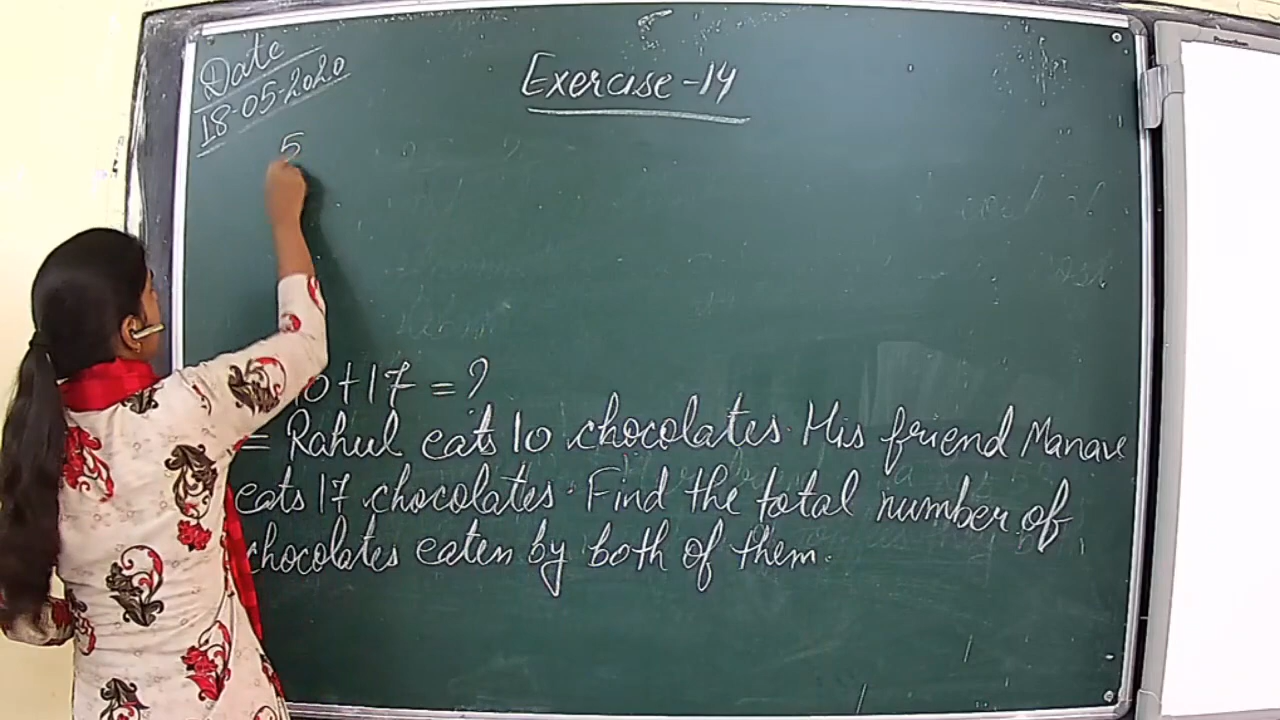 Date
18-05-2020
Exercise-14
5
10+17=?
= Rahul eats 10 chocolates. His friend Manave
eats 17 chocolates. Find the total number of
chocolates eaten by both of them.